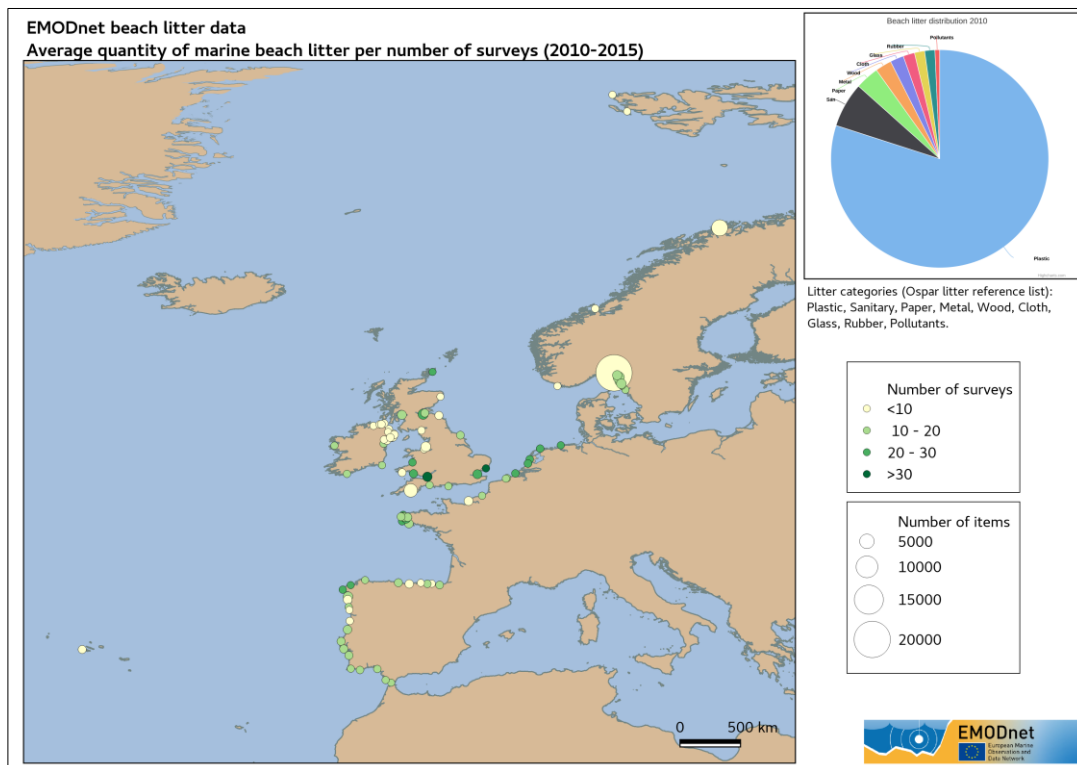 EMODnet beach litter data
Average quantity of marine beach litter per number of surveys (2010-2015)
Beach litter distribution 2010
Pollutants
Rubber
Glass
Cloth
Wood
Metal
Paper
San
Plastic
Highcharts.com
Litter categories (Ospar litter reference list):
Plastic, Sanitary, Paper, Metal, Wood, Cloth,
Glass, Rubber, Pollutants.
Number of surveys
<10
10 - 20
20 - 30
>30
Number of items
5000
10000
15000
20000
0 500 km
EMODnet
European Marine
Observation and
Data Network